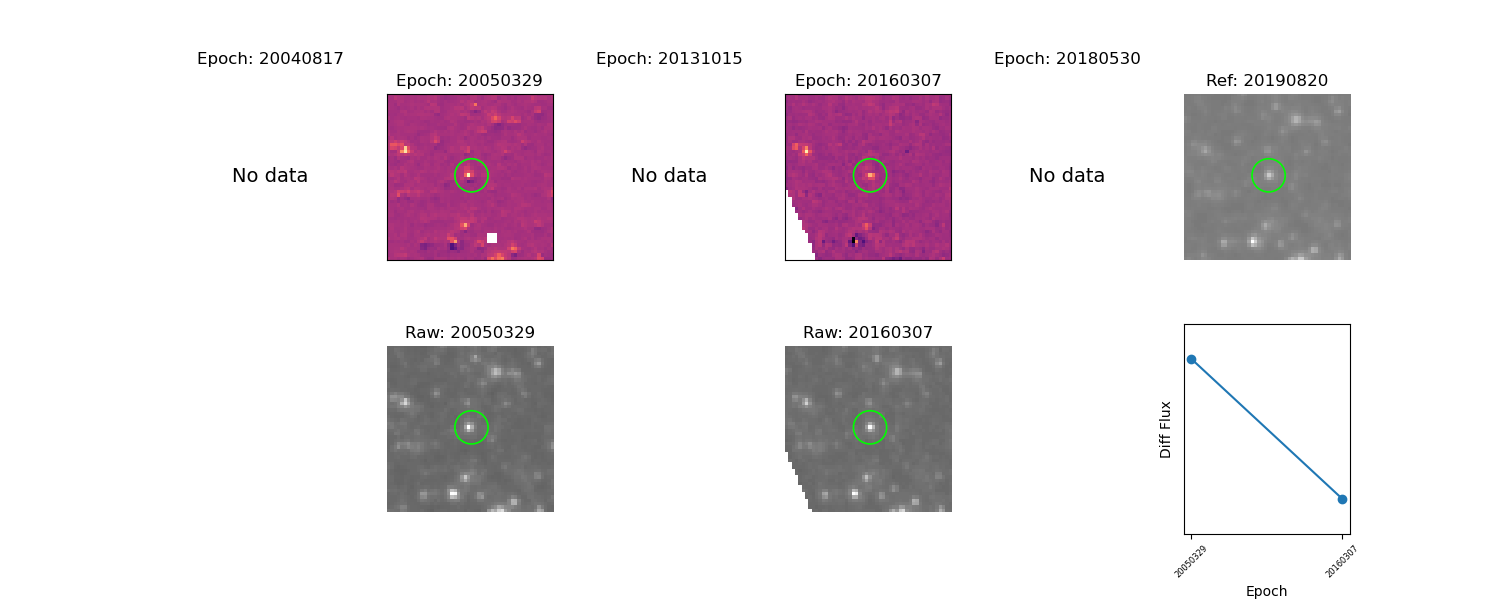 Epoch: 20040817
No data
Epoch: 20050329
Epoch: 20131015
No data
Epoch: 20160307
Epoch: 20180530
No data
Ref: 20190820
Raw: 20050329
Raw: 20160307
Diff Flux
20050329
20160307
Epoch